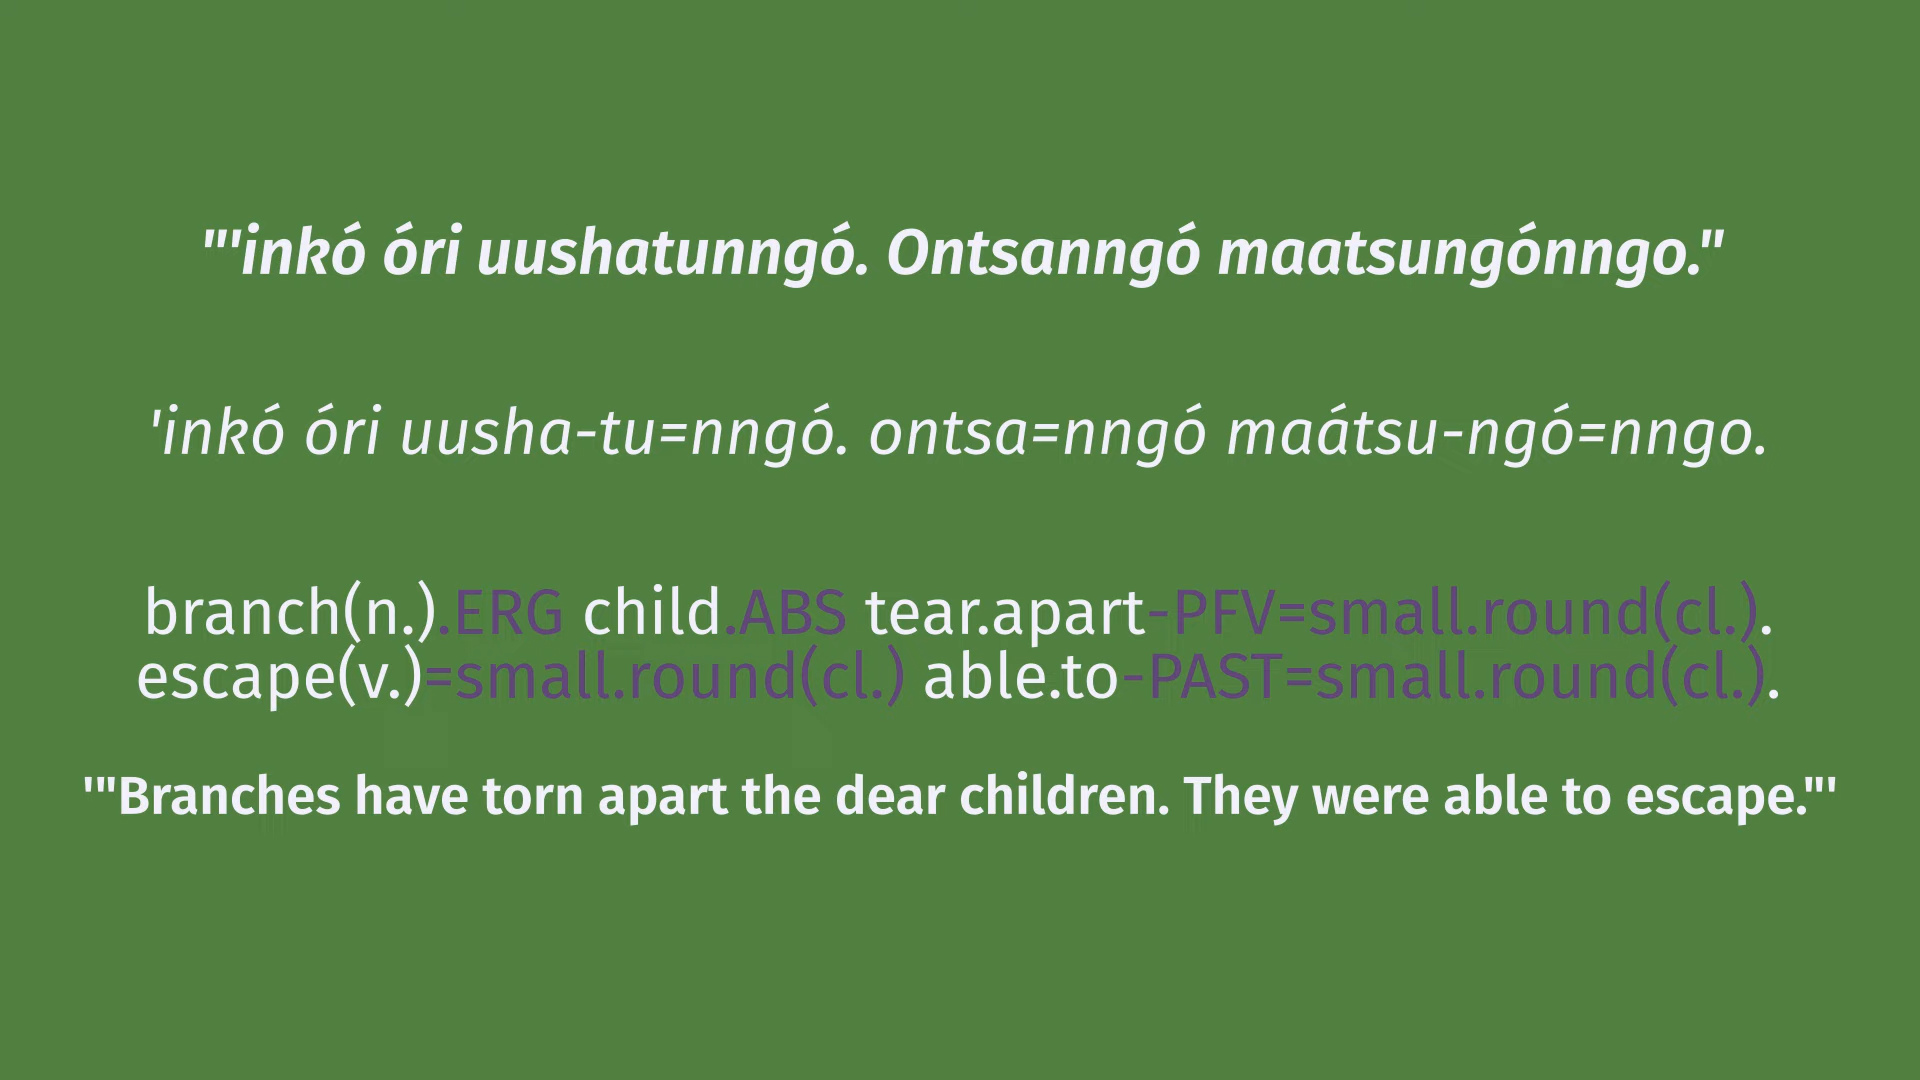 "'inkó óri uushatunngó. Ontsanngó maatsungónngo."
'inkó óri uusha-tu=nngó. ontsa=nngó maátsu-ngó=nngo.
branch(n.).ERG child.ABS tear.apart-PFV=small.round(cl.).
escape(v.)=small.round(cl.) able.to-PAST=small.round(cl.).
'"Branches have torn apart the dear children. They were able to escape."'